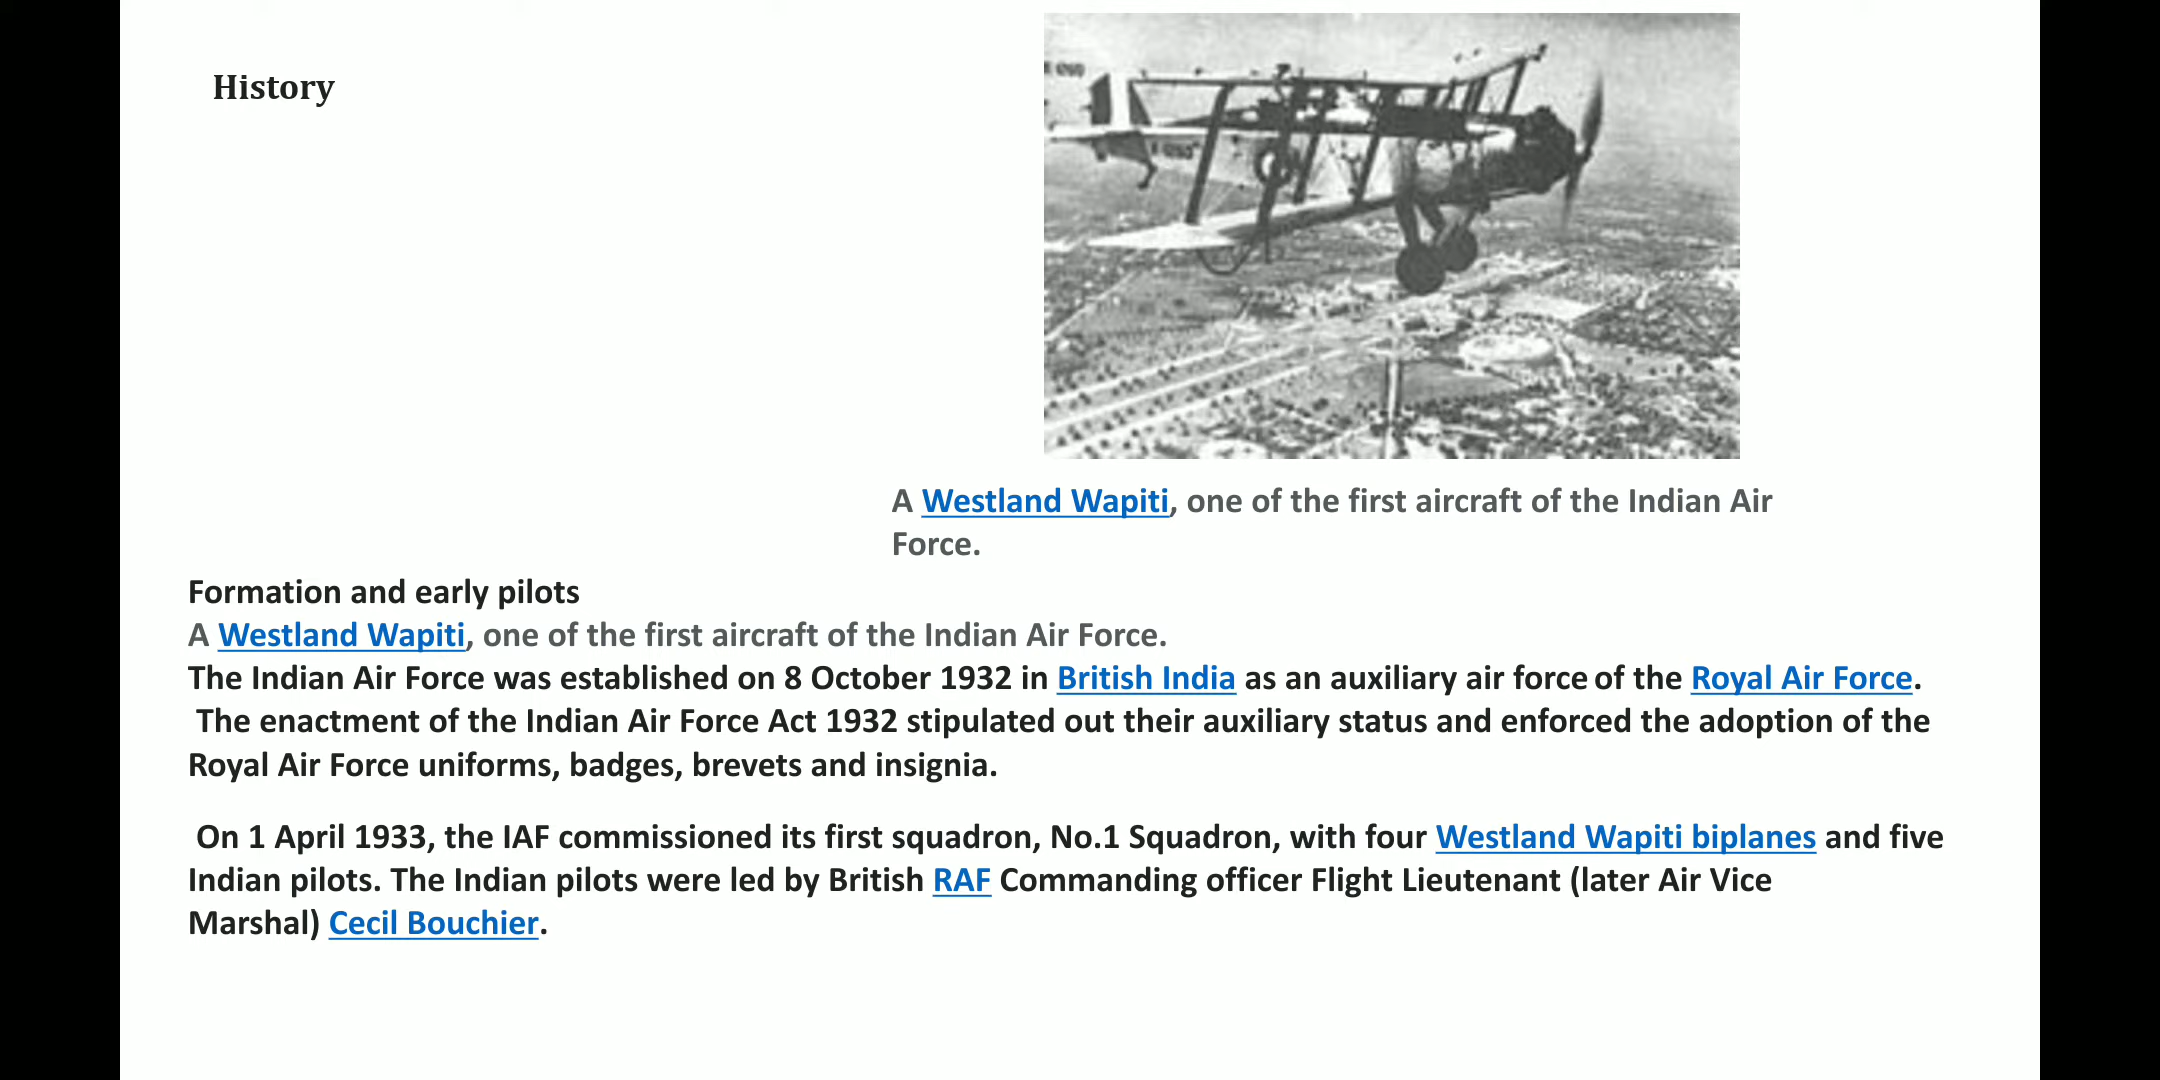 History
A Westland Wapiti, one of the first aircraft of the Indian Air
Force.
Formation and early pilots
A Westland Wapiti, one of the first aircraft of the Indian Air Force.
The Indian Air Force was established on 8 October 1932 in British India as an auxiliary air force of the Royal Air Force.
The enactment of the Indian Air Force Act 1932 stipulated out their auxiliary status and enforced the adoption of the
Royal Air Force uniforms, badges, brevets and insignia.
On 1 April 1933, the IAF commissioned its first squadron, No.1 Squadron, with four Westland Wapiti biplanes and five
Indian pilots. The Indian pilots were led by British RAF Commanding officer Flight Lieutenant (later Air Vice
Marshal) Cecil Bouchier.